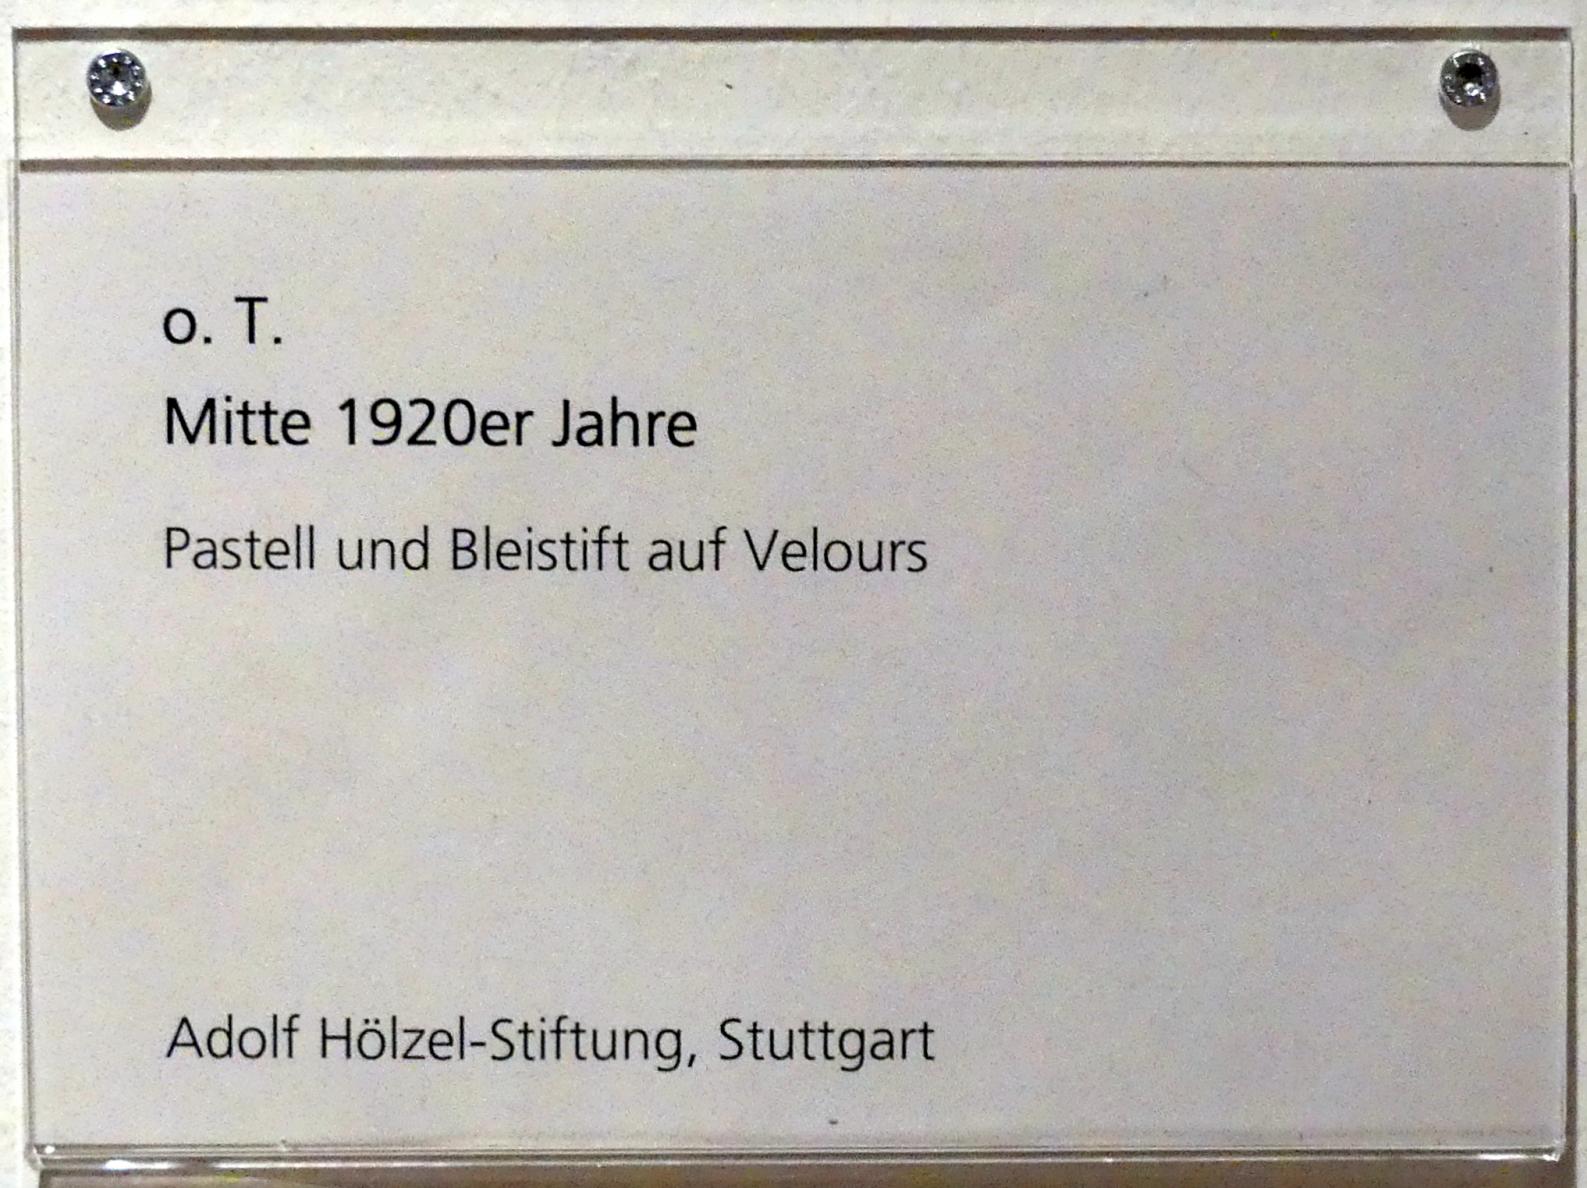 o. T.
Mitte 1920er Jahre
Pastell und Bleistift auf Velours
Adolf Hölzel-Stiftung, Stuttgart